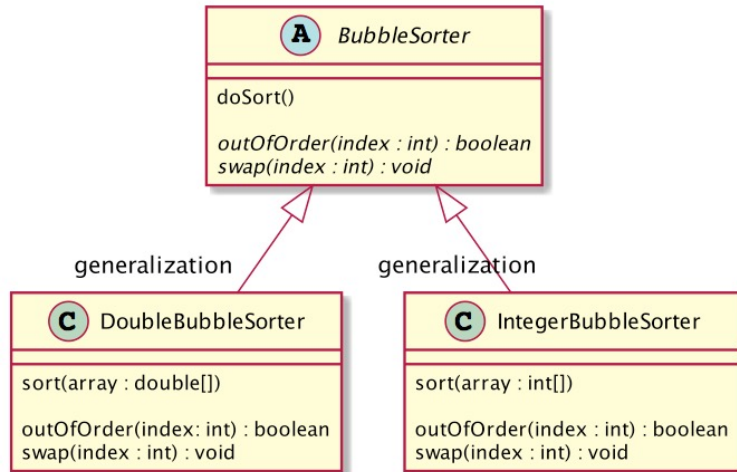 A BubbleSorter
doSort()
outOfOrder(index : int) : boolean
swap(index : int) : void
generalization
generalization
C DoubleBubbleSorter
sort(array : double[])
outOfOrder(index: int) : boolean
swap(index : int) : void
C IntegerBubbleSorter
sort(array : int[])
outOfOrder(index : int) : boolean
swap(index : int) : void